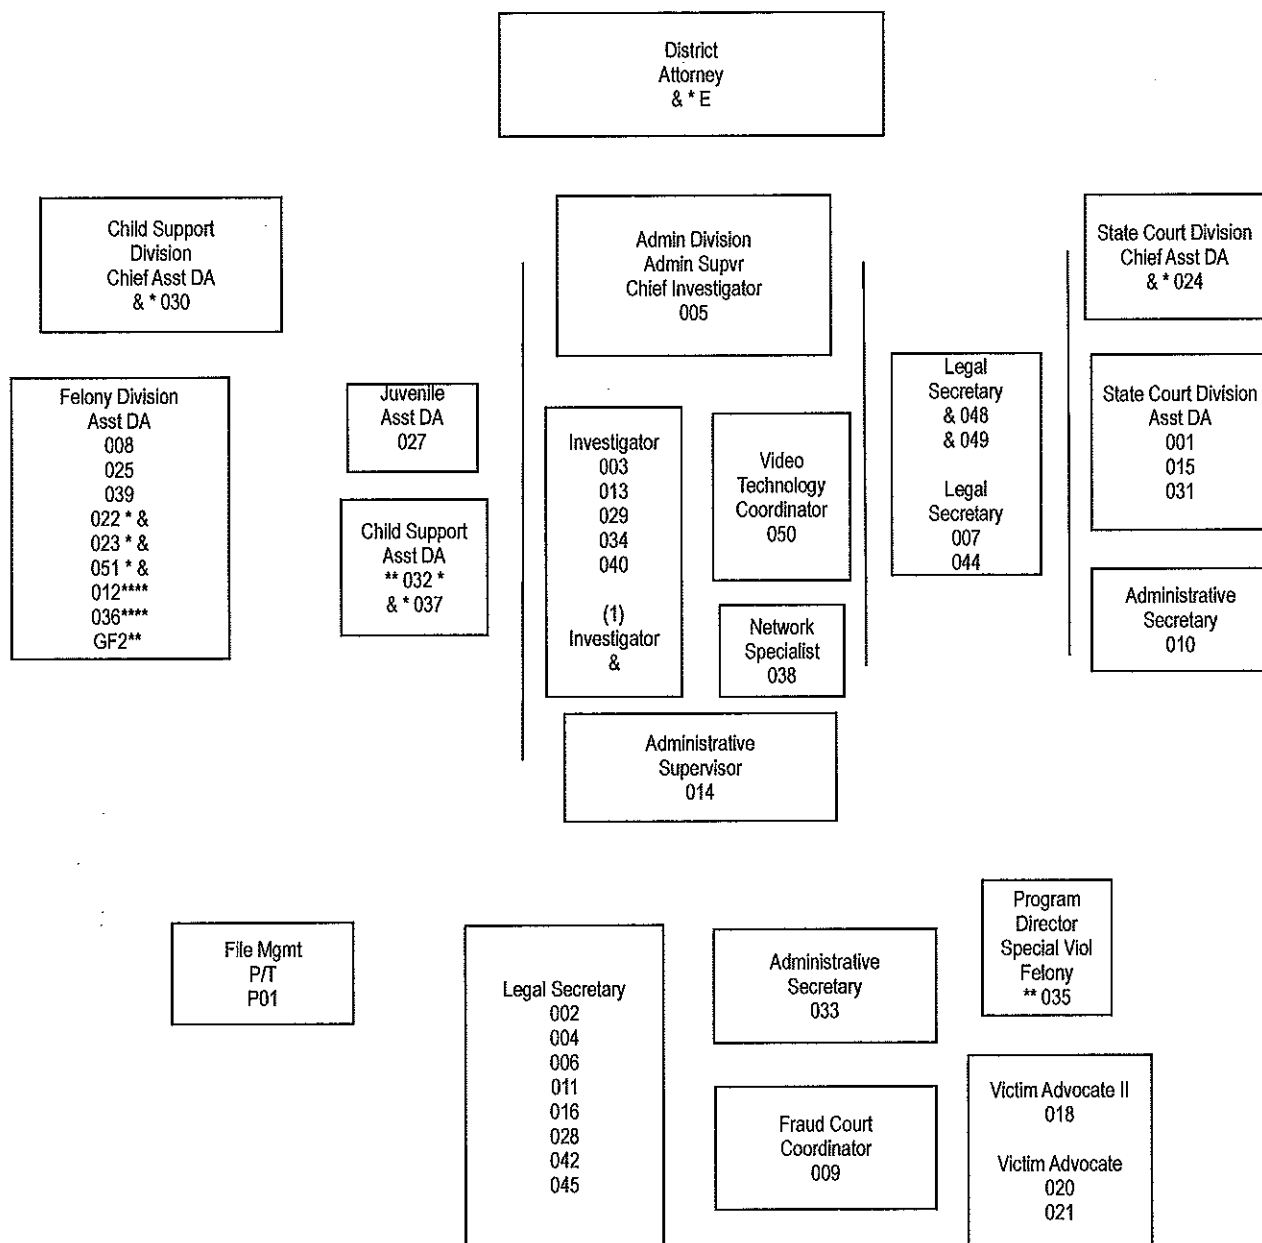 District
Attorney
& * E
Child Support
Division
Chief Asst DA
& * 030
Admin Division
Admin Supvr
Chief Investigator
005
State Court Division
Chief Asst DA
& * 024
Felony Division
Asst DA
008
025
039
022 * &
023 * &
051 * &
012****
036****
GF2**
Juvenile
Asst DA
027
Child Support
Asst DA
** 032 *
& * 037
Investigator
003
013
029
034
040
(1)
Investigator
&
Video
Technology
Coordinator
050
Network
Specialist
038
Administrative
Supervisor
014
Legal
Secretary
& 048
& 049
Legal
Secretary
007
044
State Court Division
Asst DA
001
015
031
Administrative
Secretary
010
File Mgmt
P/T
P01
Legal Secretary
002
004
006
011
016
028
042
045
Administrative
Secretary
033
Fraud Court
Coordinator
009
Program
Director
Special Viol
Felony
** 035
Victim Advocate II
018
Victim Advocate
020
021